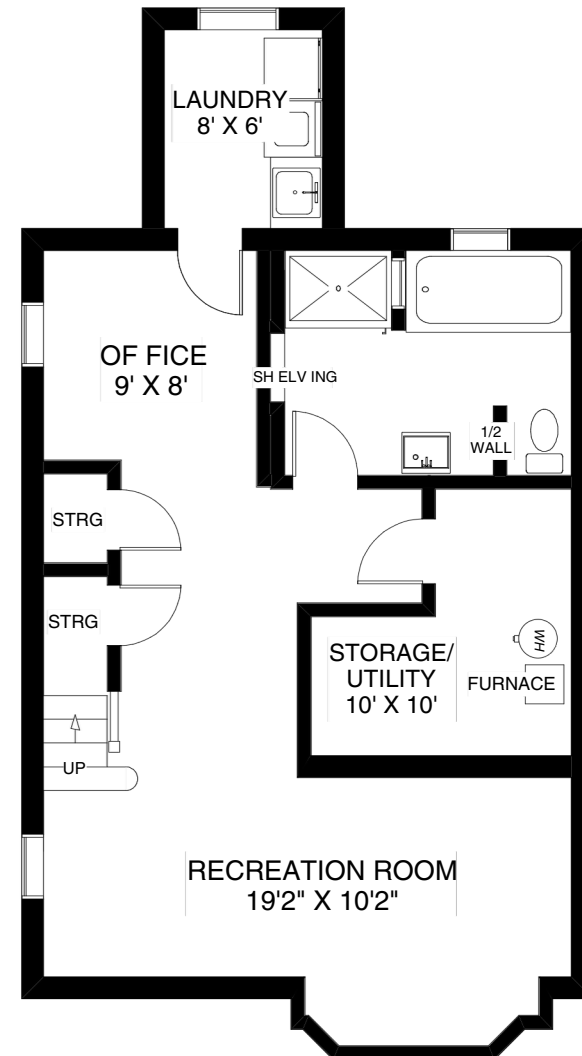 LAUNDRY
8' X 6'
OF FICE
9' X 8'
SH ELV ING
1/2
WALL
STRG
STRG
STORAGE/
UTILITY
10' X 10'
WH
FURNACE
UP
RECREATION ROOM
19'2" X 10'2"